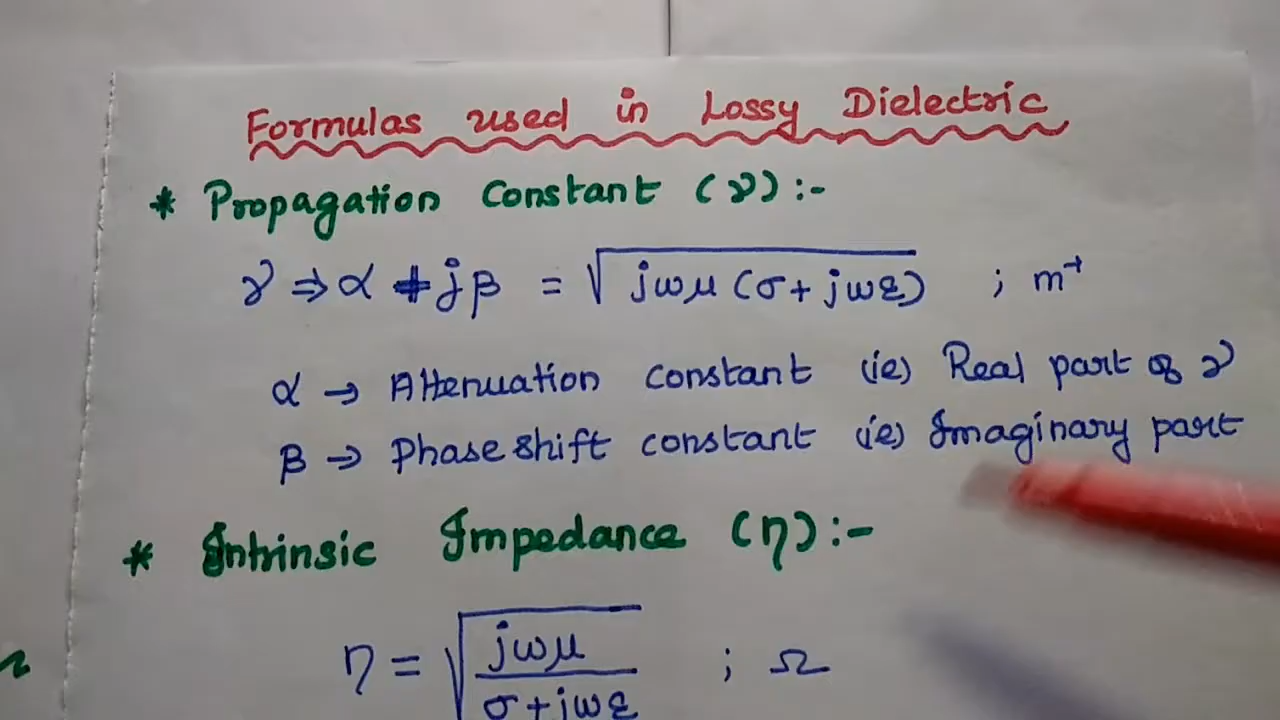 Formulas used in Lossy Dielectric
* Propagation Constant (γ):-
γ ⇒ α + jβ = √jωμ(σ+jωε) ; m⁻¹
α → Attenuation constant (ie) Real part of γ
β → Phase shift constant (ie) Imaginary part
* Intrinsic Impedance (η):-
η = √jωμ/σ+jωε ; Ω